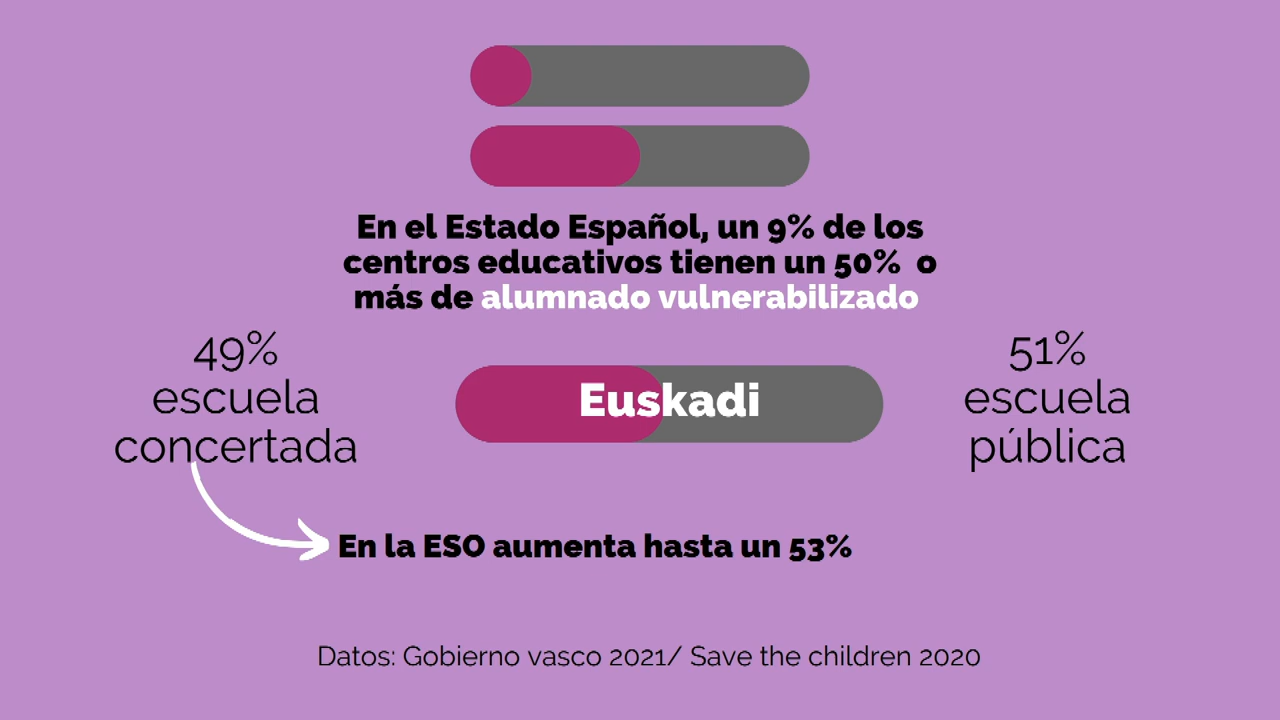 En el Estado Español, un 9% de los
centros educativos tienen un 50% o
más de alumnado vulnerabilizado
49%
escuela
concertada
Euskadi
51%
escuela
pública
En la ESO aumenta hasta un 53%
Datos: Gobierno vasco 2021/ Save the children 2020